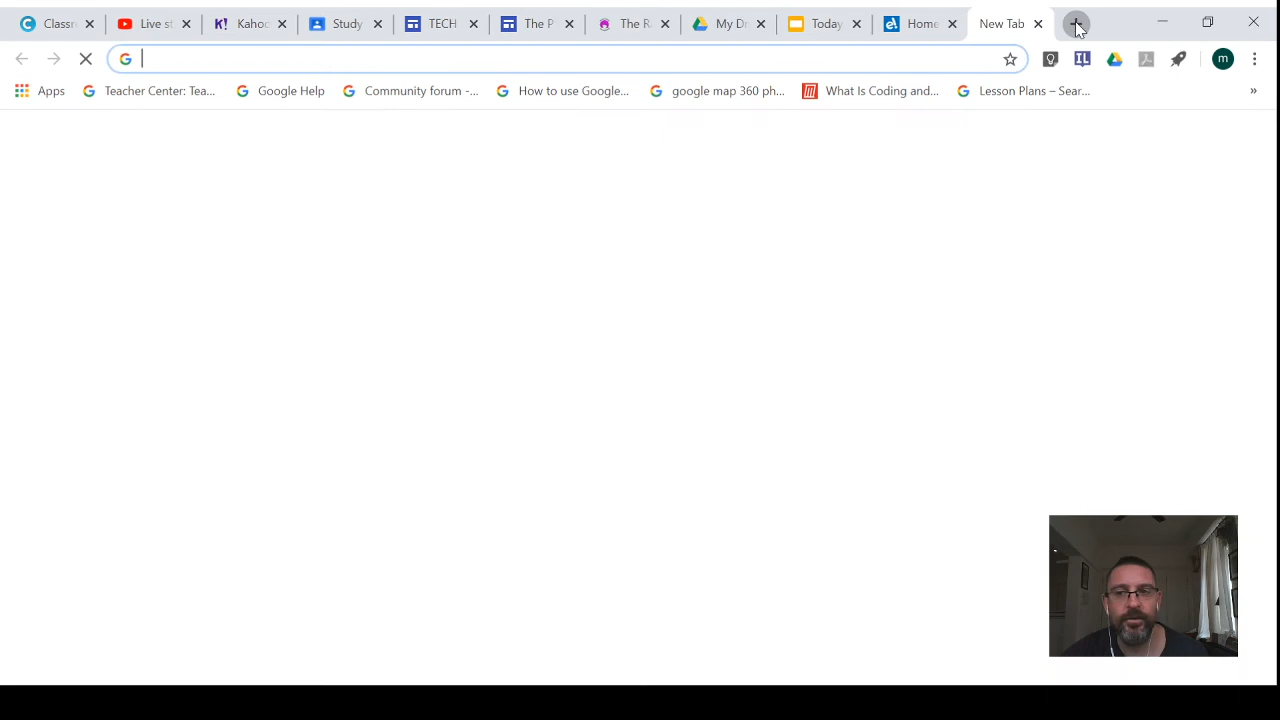 Classr Live st K! Kahoo Study TECH The P The R My D Today Home New Tab
G
Apps Teacher Center: Tea... Google Help Community forum -... How to use Google... google map 360 ph... What Is Coding and... Lesson Plans – Sear... »
IL
m